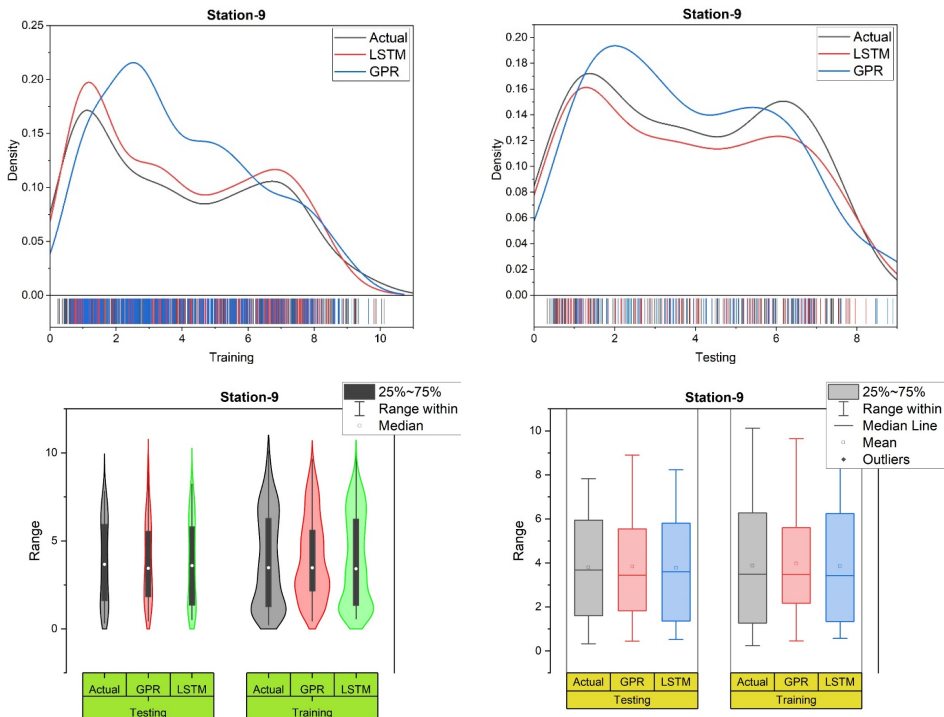 Station-9
Actual
LSTM
GPR
0.25
0.20
0.15
0.10
0.05
0.00
Density
0 2 4 6 8 10
Training
Station-9
Actual
LSTM
GPR
0.20
0.18
0.16
0.14
0.12
0.10
0.08
0.06
0.04
0.02
0.00
Density
0 2 4 6 8
Testing
Station-9
25%~75%
Range within
Median
10
5
0
Range
Actual GPR LSTM Actual GPR LSTM
Testing Training
Station-9
25%~75%
Range within
Median Line
Mean
Outliers
10
8
6
4
2
0
Range
Actual GPR LSTM Actual GPR LSTM
Testing Training